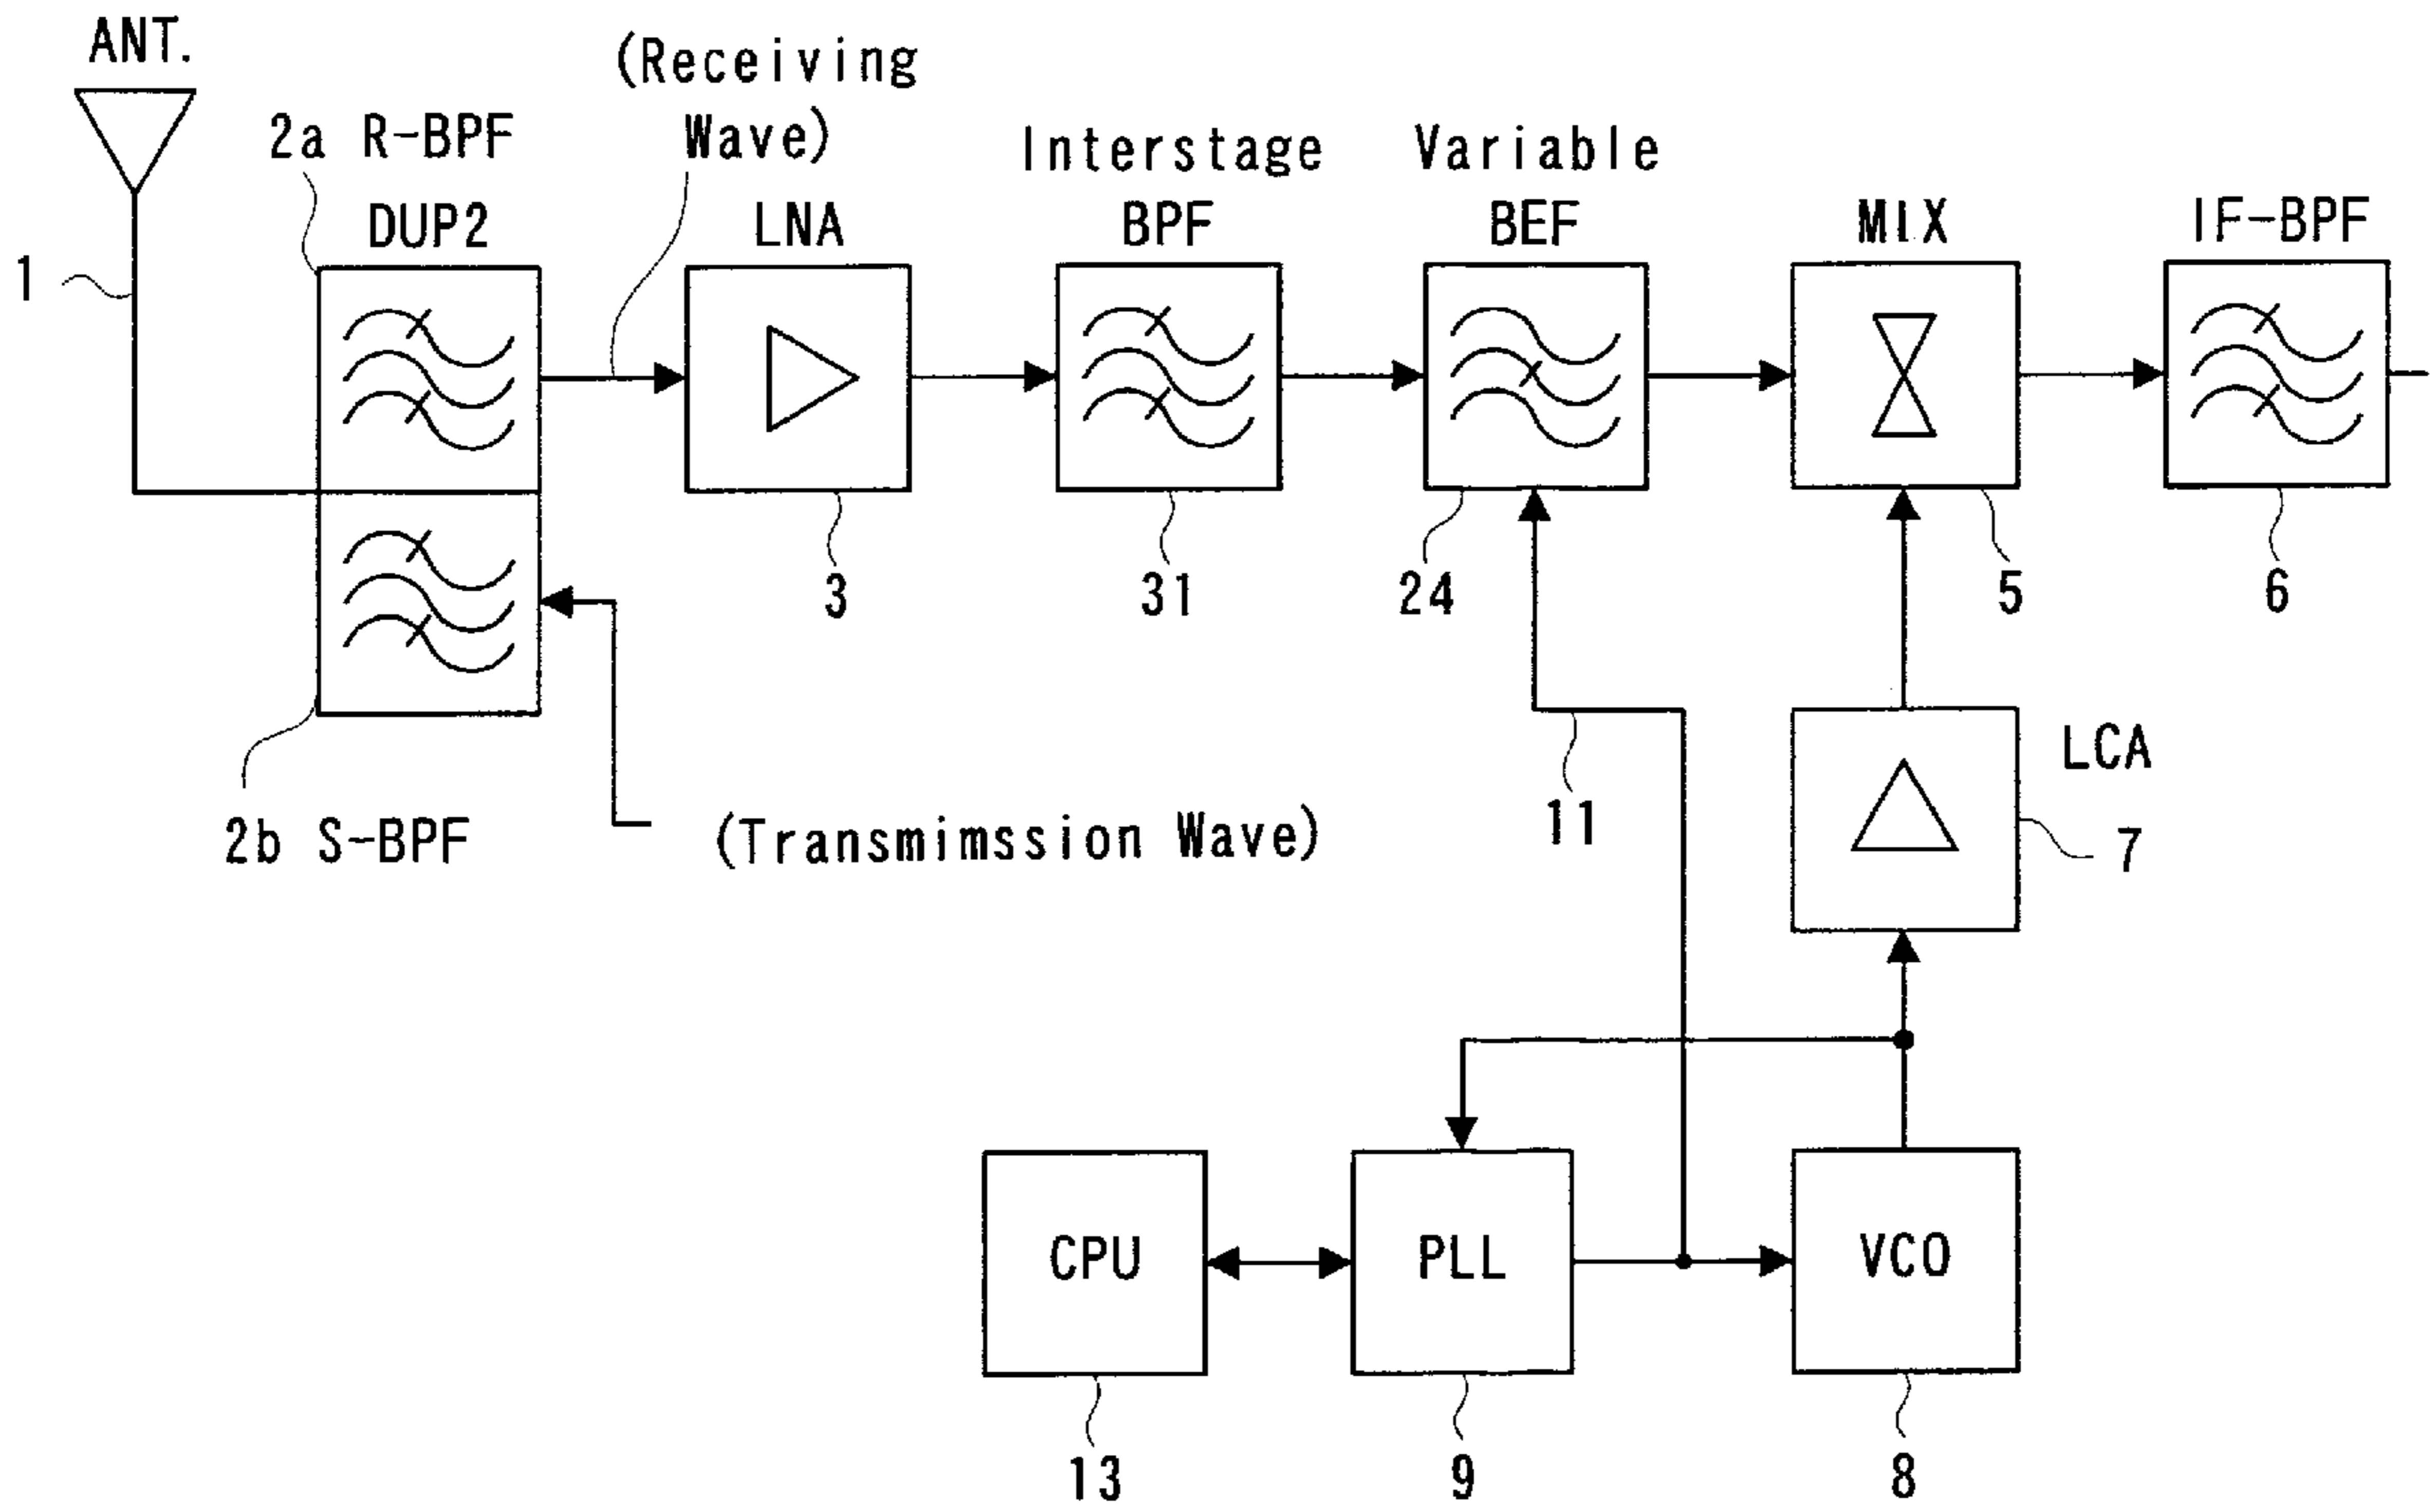 ANT.
(Receiving
Wave)
2a R-BPF
DUP2
LNA
Interstage
BPF
Variable
BEF
MIX
IF-BPF
1
3
31
24
5
6
2b S-BPF
(Transmimssion Wave)
11
LCA
7
CPU
PLL
VCO
13
9
8